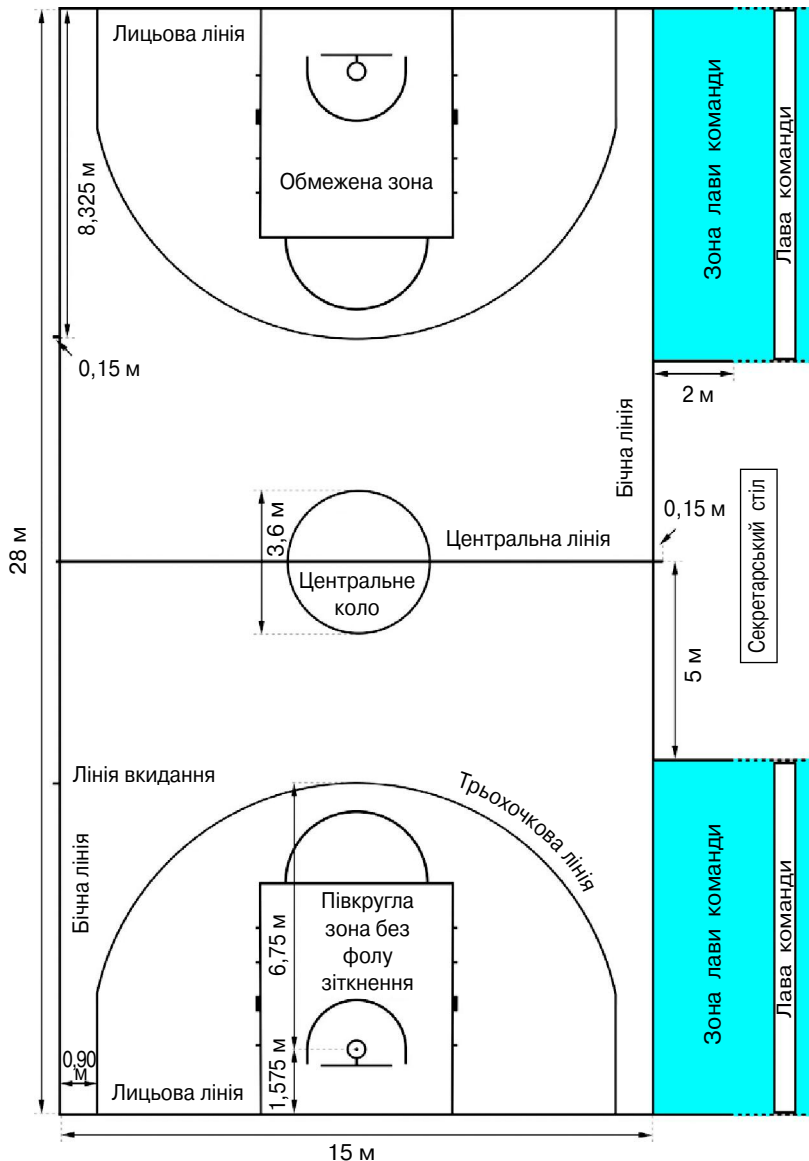 Лицьова лінія
Обмежена зона
8,325 м
Зона лави команди
Лава команди
0,15 м
2 м
Бічна лінія
28 м
3,6 м
Центральна лінія
0,15 м
Центральне
коло
Секретарський стіл
5 м
Лінія вкидання
Трьохочкова лінія
Бічна лінія
6,75 м
Півкругла
зона без
фолу
зіткнення
Зона лави команди
Лава команди
0,90
м
1,575 м
Лицьова лінія
15 м